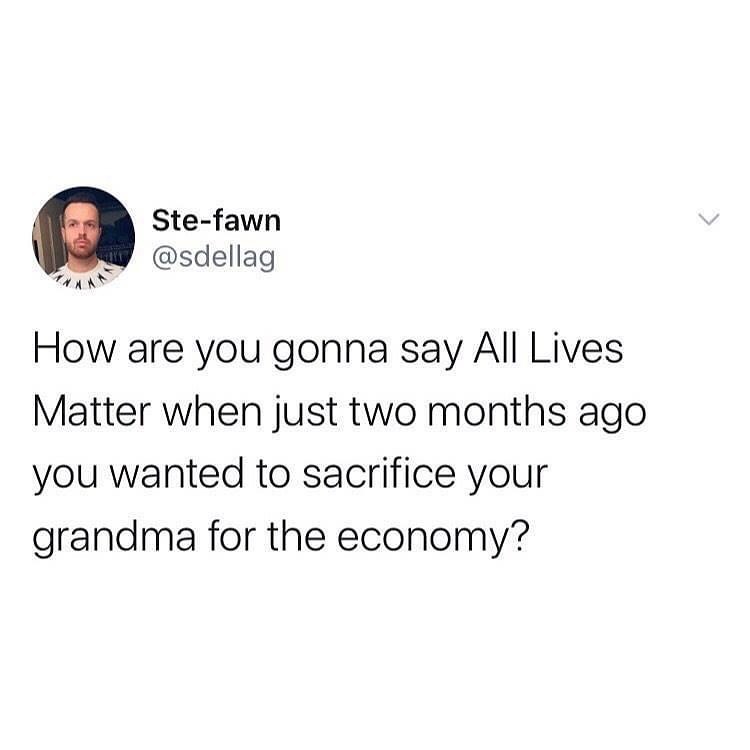 Ste-fawn
@sdellag
How are you gonna say All Lives
Matter when just two months ago
you wanted to sacrifice your
grandma for the economy?